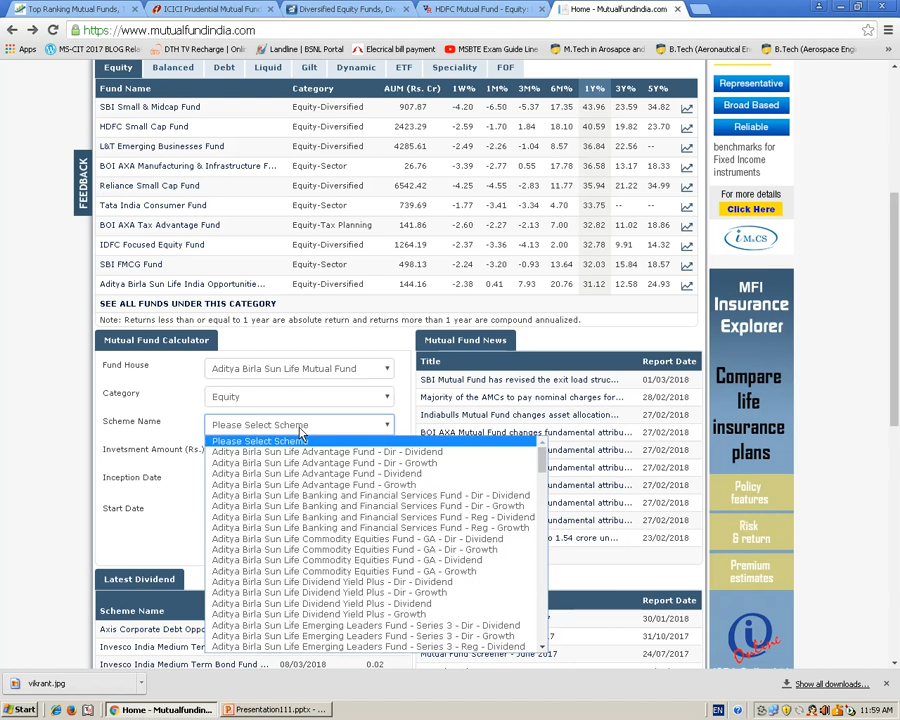 Top Ranking Mutual Funds, S
ICICI Prudential Mutual Fun
Diversified Equity Funds, Di
HDFC Mutual Fund - Equity
Home - Mutualfundindia.com
https://www.mutualfundindia.com
Apps
MS-CIT 2017 BLOG Relea
DTH TV Recharge | Onli
Landline | BSNL Portal
Elecrical bill payment
MSBTE Exam Guide Line
M.Tech in Arospace and
B.Tech(Aeronautical En
B.Tech(Aerospace Engi
Equity Balanced Debt Liquid Gilt Dynamic ETF Speciality FOF
Fund Name Category AUM (Rs. Cr) 1W% 1M% 3M% 6M% 1Y% 3Y% 5Y%
SBI Small & Midcap Fund Equity-Diversified 907.87 -4.20 -6.50 -5.37 17.35 43.96 23.59 34.82
HDFC Small Cap Fund Equity-Diversified 2423.29 -2.59 -1.70 1.84 18.10 40.59 19.82 23.70
L&T Emerging Businesses Fund Equity-Diversified 4285.61 -2.49 -2.26 -1.04 8.57 36.84 22.56 --
BOI AXA Manufacturing & Infrastructure F... Equity-Sector 26.76 -3.39 -2.77 0.55 17.78 36.58 13.17 18.33
Reliance Small Cap Fund Equity-Diversified 6542.42 -4.25 -4.55 -2.83 11.77 35.94 21.22 34.99
Tata India Consumer Fund Equity-Sector 739.69 -1.77 -3.41 -3.34 4.70 33.75 -- --
BOI AXA Tax Advantage Fund Equity-Tax Planning 141.86 -2.60 -2.27 -2.13 7.00 32.82 11.02 18.86
IDFC Focused Equity Fund Equity-Diversified 1264.19 -2.37 -3.36 -4.13 2.00 32.78 9.91 14.32
SBI FMCG Fund Equity-Sector 498.13 -2.24 -3.20 -0.93 13.64 32.03 15.84 18.57
Aditya Birla Sun Life India Opportunitie... Equity-Diversified 144.16 -2.38 0.41 7.93 20.76 31.12 12.58 24.93
SEE ALL FUNDS UNDER THIS CATEGORY
Note: Returns less than or equal to 1 year are absolute return and returns more than 1 year are compound annualized.
FEEDBACK
Mutual Fund Calculator
Fund House Aditya Birla Sun Life Mutual Fund
Category Equity
Scheme Name Please Select Scheme
Invetsment Amount (Rs.)
Inception Date
Start Date
Please Select Scheme
Aditya Birla Sun Life Advantage Fund - Dir - Dividend
Aditya Birla Sun Life Advantage Fund - Dir - Growth
Aditya Birla Sun Life Advantage Fund - Dividend
Aditya Birla Sun Life Advantage Fund - Growth
Aditya Birla Sun Life Banking and Financial Services Fund - Dir - Dividend
Aditya Birla Sun Life Banking and Financial Services Fund - Dir - Growth
Aditya Birla Sun Life Banking and Financial Services Fund - Reg - Dividend
Aditya Birla Sun Life Banking and Financial Services Fund - Reg - Growth
Aditya Birla Sun Life Commodity Equities Fund - GA - Dir - Dividend
Aditya Birla Sun Life Commodity Equities Fund - GA - Dir - Growth
Aditya Birla Sun Life Commodity Equities Fund - GA - Dividend
Aditya Birla Sun Life Commodity Equities Fund - GA - Growth
Aditya Birla Sun Life Dividend Yield Plus - Dir - Dividend
Aditya Birla Sun Life Dividend Yield Plus - Dir - Growth
Aditya Birla Sun Life Dividend Yield Plus - Dividend
Aditya Birla Sun Life Dividend Yield Plus - Growth
Aditya Birla Sun Life Emerging Leaders Fund - Series 3 - Dir - Dividend
Aditya Birla Sun Life Emerging Leaders Fund - Series 3 - Dir - Growth
Aditya Birla Sun Life Emerging Leaders Fund - Series 3 - Reg - Dividend
Mutual Fund News
Title Report Date
SBI Mutual Fund has revised the exit load struc... 01/03/2018
Majority of the AMCs to pay nominal charges for... 28/02/2018
Indiabulls Mutual Fund changes asset allocation... 27/02/2018
BOI AXA Mutual Fund changes fundamental attribu... 27/02/2018
fundamental attribut... 27/02/2018
fundamental attribu... 27/02/2018
fundamental attribu... 27/02/2018
fundamental attribu... 27/02/2018
o 1.54 crore un... 27/02/2018
Latest Dividend
Scheme Name
Axis Corporate Debt Oppo
Invesco India Medium Term
Invesco Medium Term Bond Fund ... 08/03/2018 0.02
Report Date
30/01/2018
31/10/2017
Mutual Fund Screener - June 2017 24/07/2017
Representative
Broad Based
Reliable
benchmarks for
Fixed Income
instruments
For more details
Click Here
i-MaCS
MFI
Insurance
Explorer
Compare
life
insurance
plans
Policy
features
Risk
& return
Premium
estimates
Online
vikrant.jpg
Show all downloads...
Start
Home - Mutualfundin...
Presentation111.pptx - ...
EN
11:59 AM